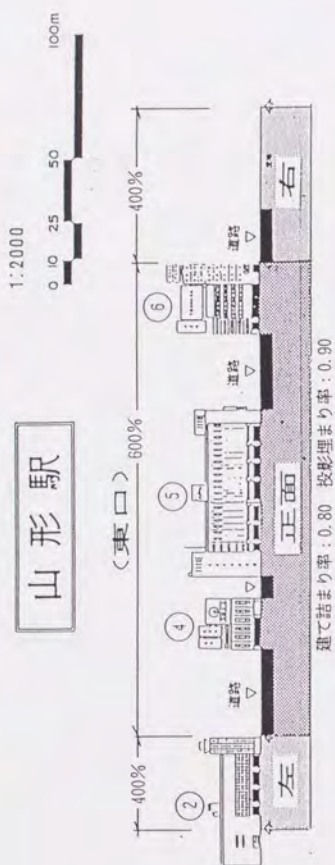 山形駅
1:2000
0 10 25 50 100m
(東口)
400% 600% 400%
② ④ ⑤ ⑥
道路 道路 道路
左 正面 右
建て詰まり率:0.80 投影埋まり率:0.90